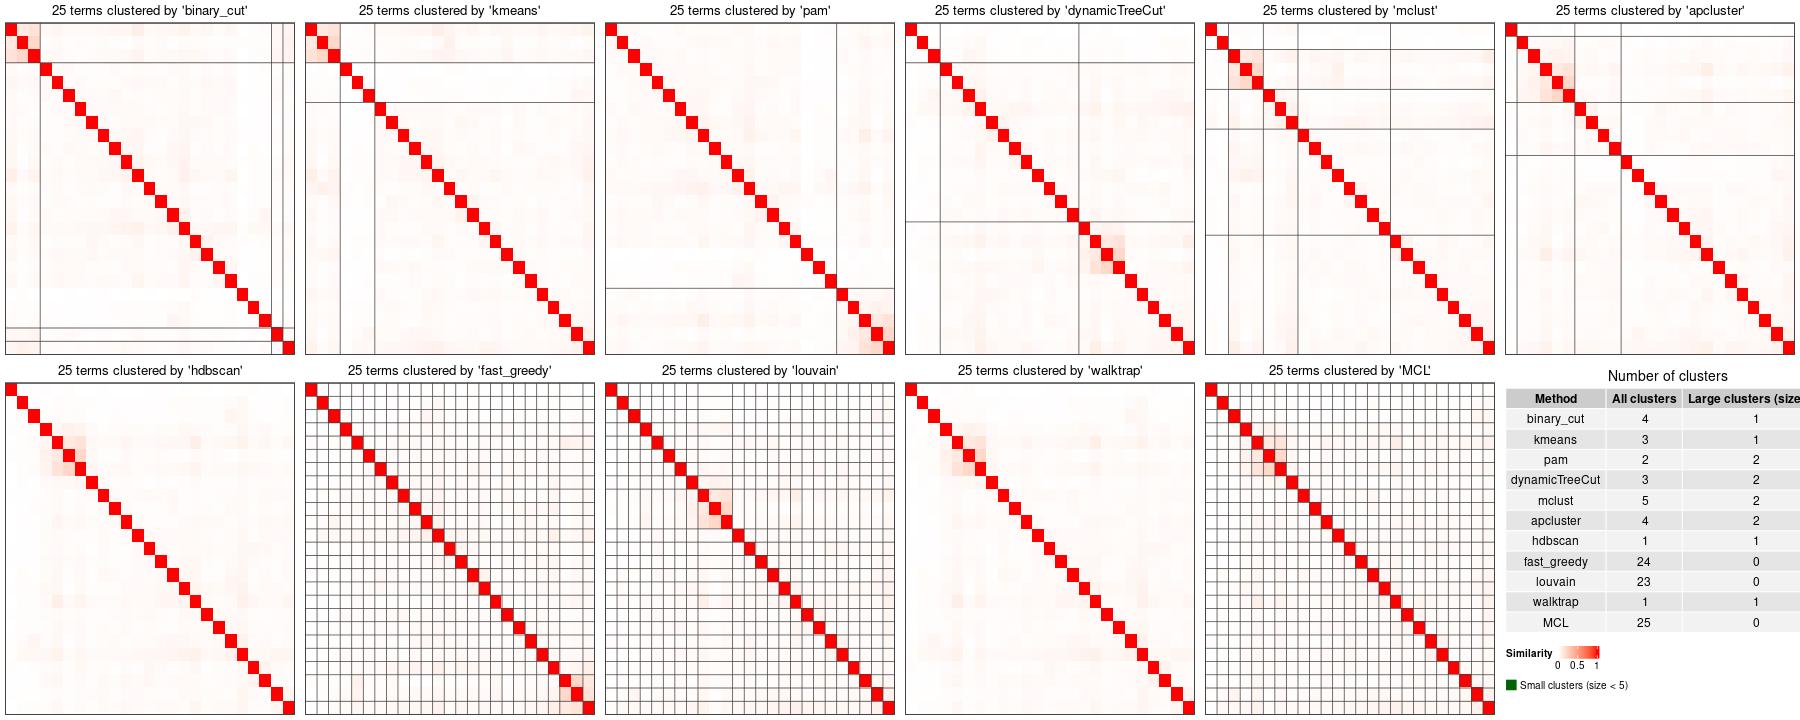 25 terms clustered by 'binary_cut'
25 terms clustered by 'kmeans'
25 terms clustered by 'pam'
25 terms clustered by 'dynamicTreeCut'
25 terms clustered by 'mclust'
25 terms clustered by 'apcluster'
25 terms clustered by 'hdbscan'
25 terms clustered by 'fast_greedy'
25 terms clustered by 'louvain'
25 terms clustered by 'walktrap'
25 terms clustered by 'MCL'
Number of clusters
Method All clusters Large clusters (size
binary_cut 4 1
kmeans 3 1
pam 2 2
dynamicTreeCut 3 2
mclust 5 2
apcluster 4 2
hdbscan 1 1
fast_greedy 24 0
louvain 23 0
walktrap 1 1
MCL 25 0
Similarity
0 0.5 1
Small clusters (size < 5)